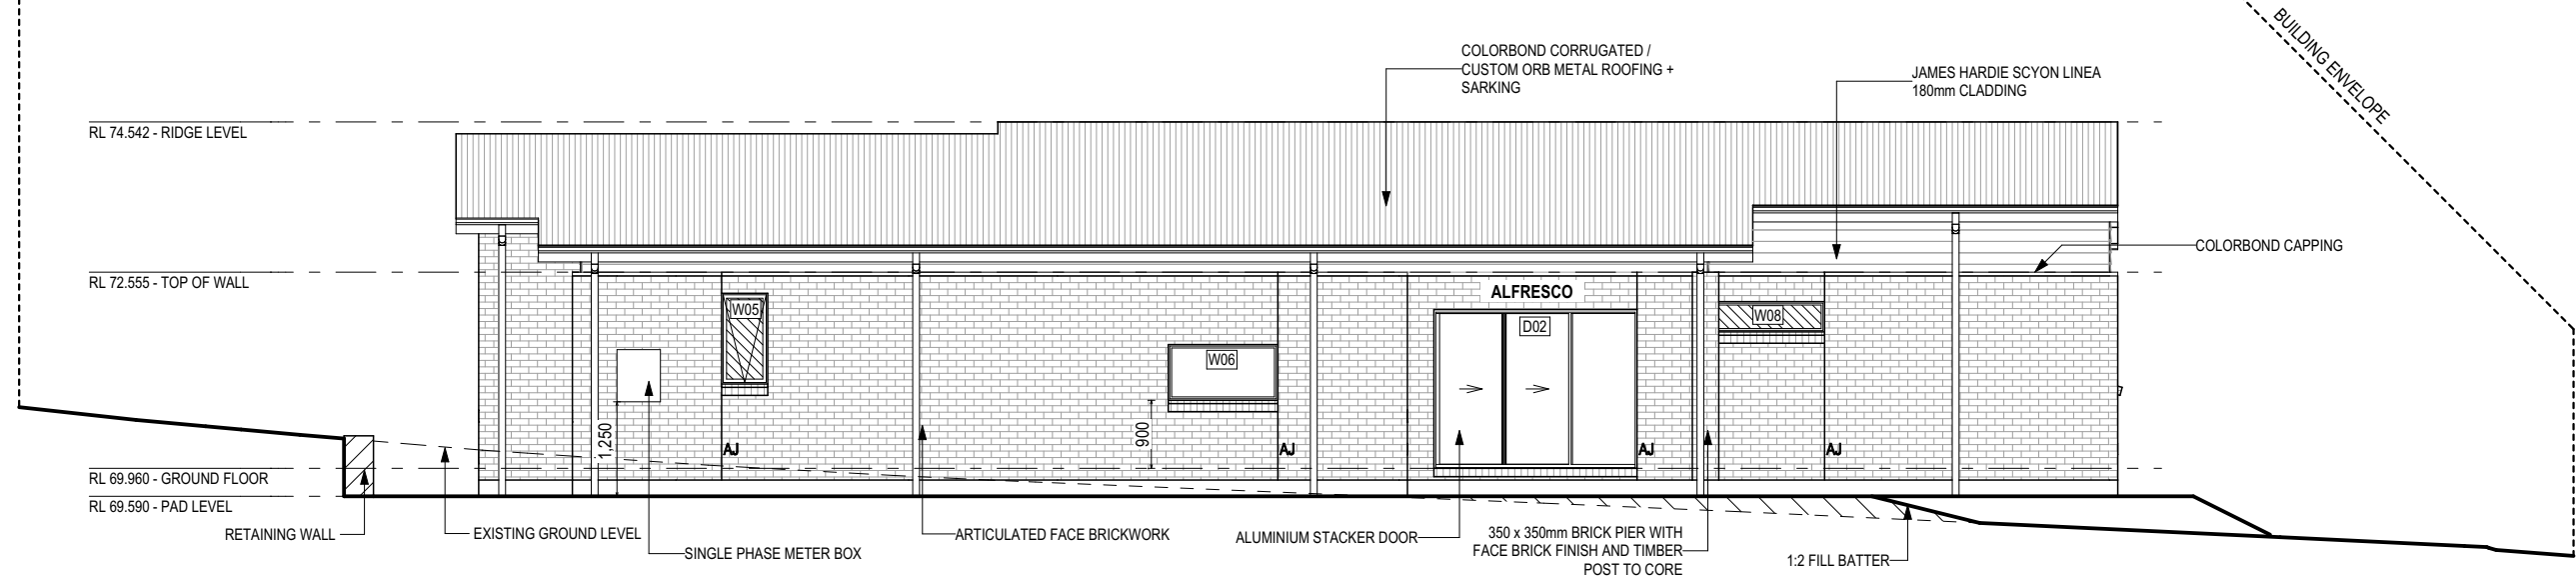 BUILDING ENVELOPE
COLORBOND CORRUGATED /
CUSTOM ORB METAL ROOFING +
SARKING
JAMES HARDIE SCYON LINEA
180mm CLADDING
RL 74.542 - RIDGE LEVEL
COLORBOND CAPPING
RL 72.555 - TOP OF WALL
ALFRESCO
W05
W06
D02
W08
1,250
900
AJ
AJ
AJ
AJ
RL 69.960 - GROUND FLOOR
RL 69.590 - PAD LEVEL
RETAINING WALL
EXISTING GROUND LEVEL
SINGLE PHASE METER BOX
ARTICULATED FACE BRICKWORK
ALUMINIUM STACKER DOOR
350 x 350mm BRICK PIER WITH
FACE BRICK FINISH AND TIMBER
POST TO CORE
1:2 FILL BATTER